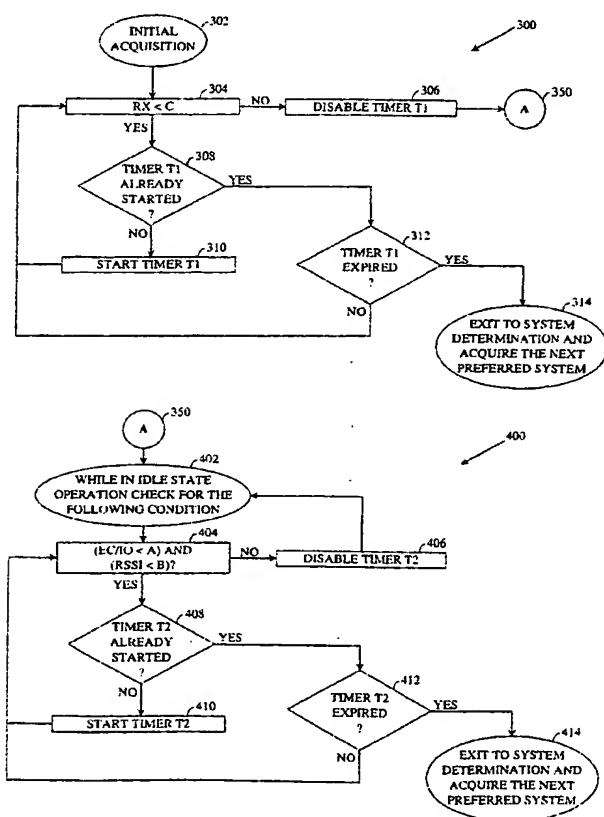 302
INITIAL
ACQUISITION
300
304
RX < C
NO
306
DISABLE TIMER T1
350
A
YES
308
TIMER T1
ALREADY
STARTED
?
YES
NO
310
START TIMER T1
312
TIMER T1
EXPIRED
?
YES
NO
314
EXIT TO SYSTEM
DETERMINATION AND
ACQUIRE THE NEXT
PREFERRED SYSTEM
350
A
400
402
WHILE IN IDLE STATE
OPERATION CHECK FOR THE
FOLLOWING CONDITION
404
(EC/IO < A) AND
(RSSI < B)?
NO
406
DISABLE TIMER T2
YES
408
TIMER T2
ALREADY
STARTED
?
YES
NO
410
START TIMER T2
412
TIMER T2
EXPIRED
?
YES
NO
414
EXIT TO SYSTEM
DETERMINATION AND
ACQUIRE THE NEXT
PREFERRED SYSTEM